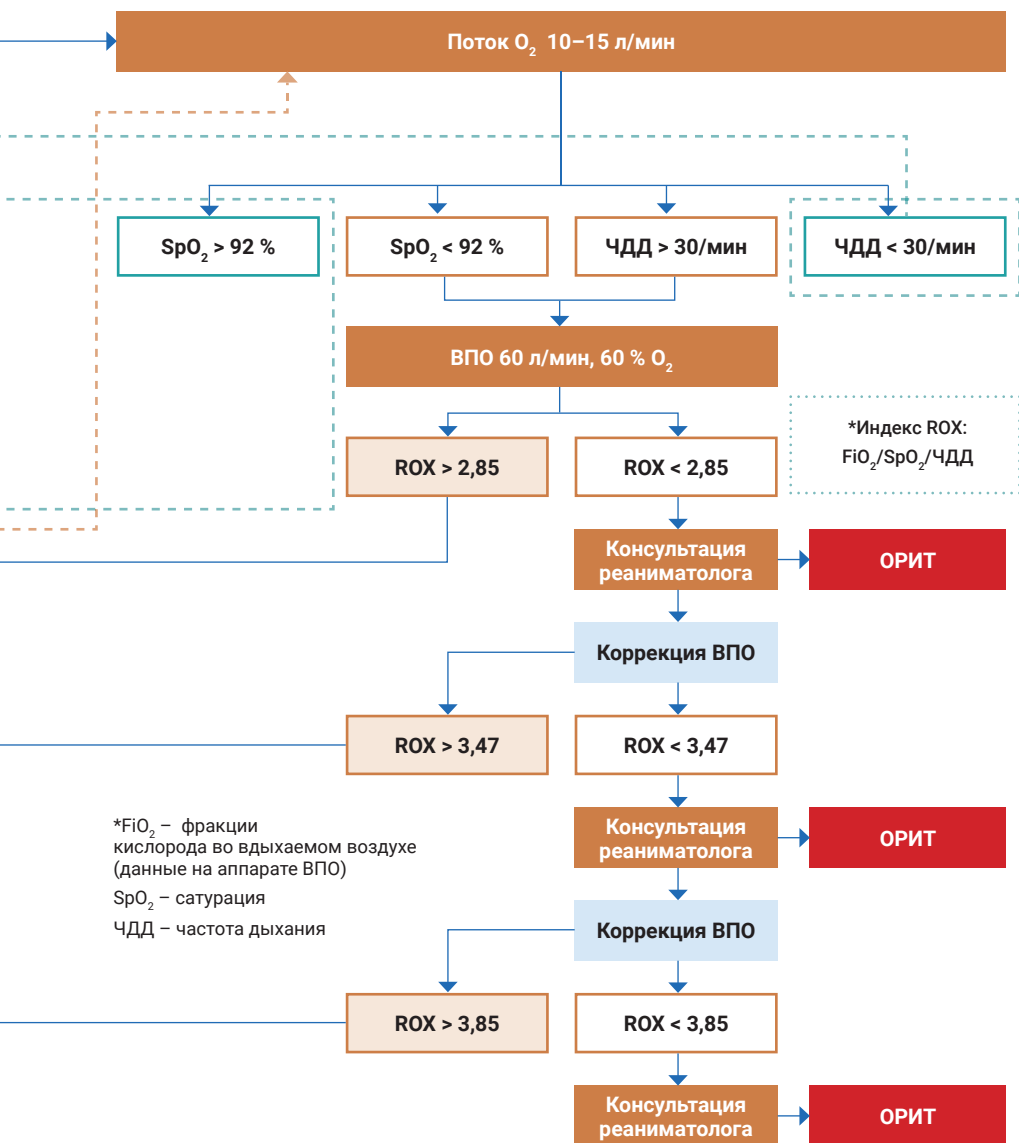 Поток O₂ 10–15 л/мин
SpO₂ > 92 %
SpO₂ < 92 %
ЧДД > 30/мин
ЧДД < 30/мин
ВПО 60 л/мин, 60 % O₂
ROX > 2,85
ROX < 2,85
*Индекс ROX:
FiO₂/SpO₂/ЧДД
Консультация
реаниматолога
ОРИТ
Коррекция ВПО
ROX > 3,47
ROX < 3,47
*FiO₂ – фракции
кислорода во вдыхаемом воздухе
(данные на аппарате ВПО)
SpO₂ – сатурация
ЧДД – частота дыхания
Консультация
реаниматолога
ОРИТ
Коррекция ВПО
ROX > 3,85
ROX < 3,85
Консультация
реаниматолога
ОРИТ